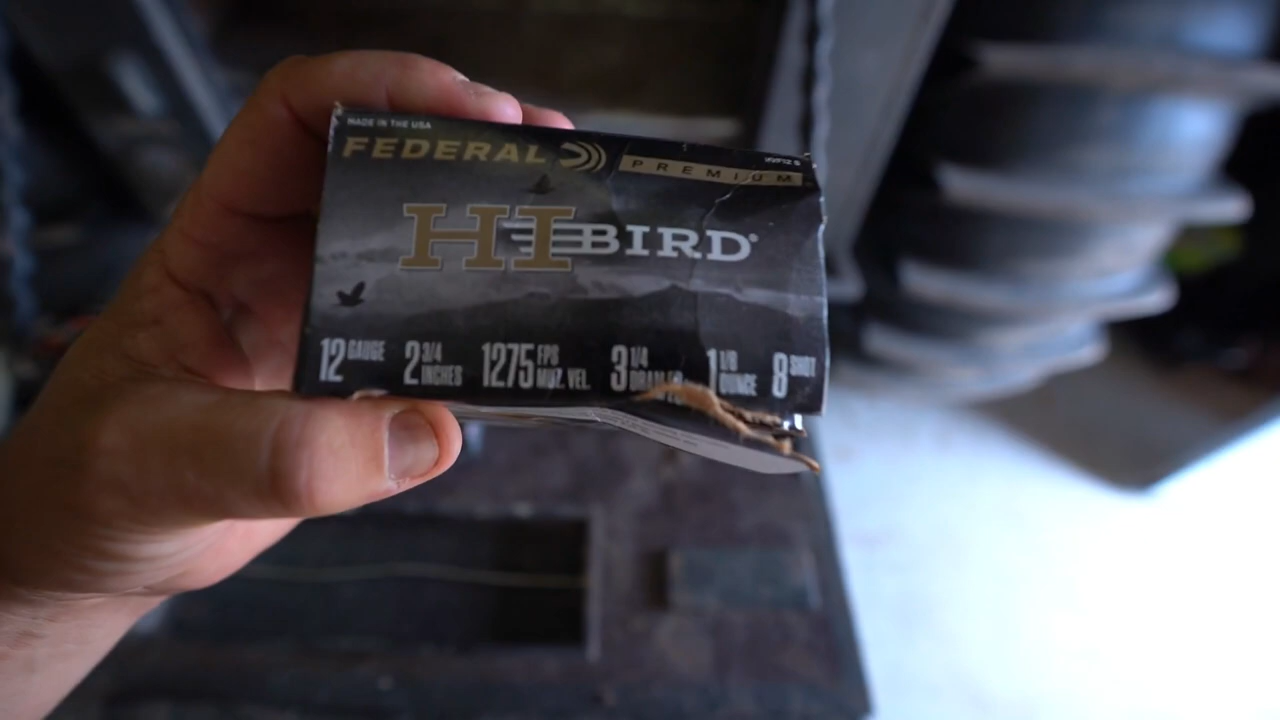 MADE IN THE USA
FEDERAL PREMIUM
HI BIRD®
12 GAUGE 2 3/4 INCHES 1275 FPS MUZ. VEL. 3 1/4 1 1/8 OUNCE 8 SHOT